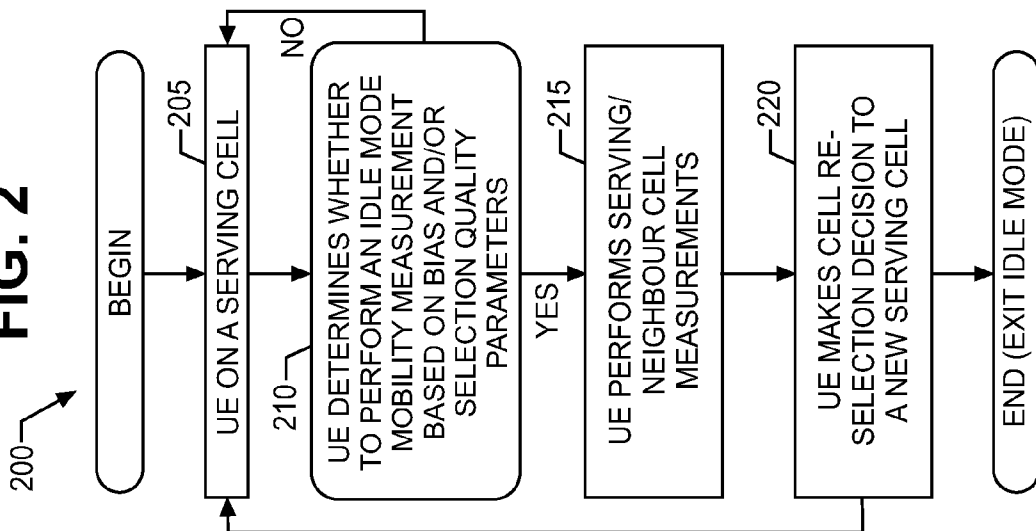 FIG. 2
200
BEGIN
205
UE ON A SERVING CELL
NO
210
UE DETERMINES WHETHER
TO PERFORM AN IDLE MODE
MOBILITY MEASUREMENT
BASED ON BIAS AND/OR
SELECTION QUALITY
PARAMETERS
YES
215
UE PERFORMS SERVING/
NEIGHBOUR CELL
MEASUREMENTS
220
UE MAKES CELL RE-
SELECTION DECISION TO
A NEW SERVING CELL
END (EXIT IDLE MODE)